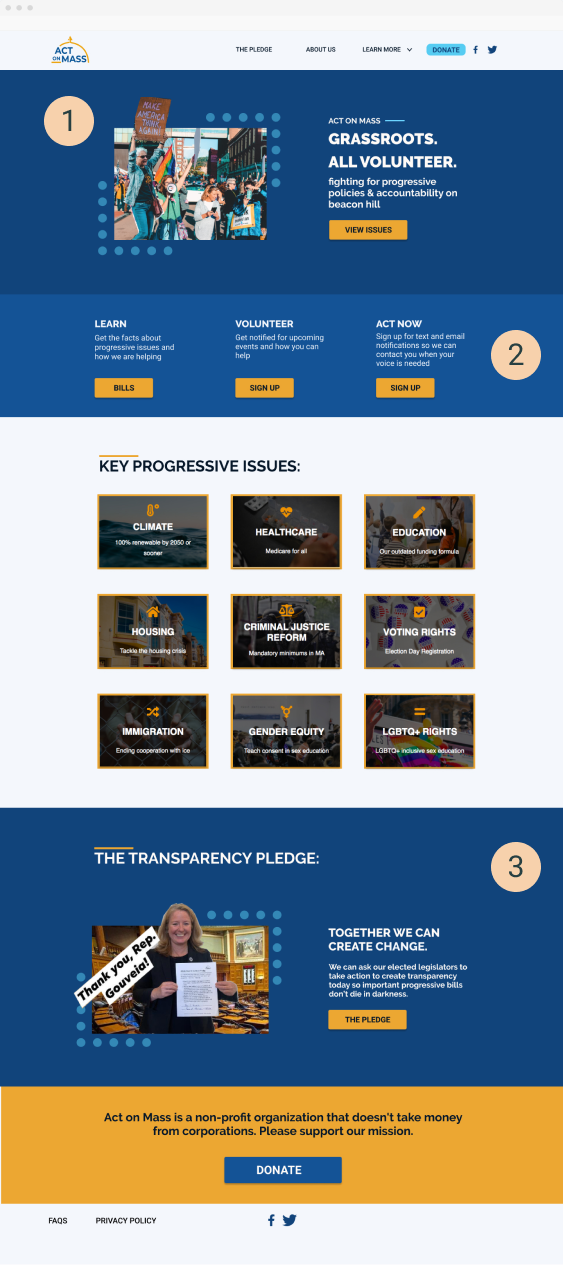 ACT
ON MASS
THE PLEDGE
ABOUT US
LEARN MORE
DONATE
1
MAKE
AMERICA
THINK
AGAIN!
ACT ON MASS
GRASSROOTS.
ALL VOLUNTEER.
fighting for progressive
policies & accountability on
beacon hill
VIEW ISSUES
LEARN
Get the facts about
progressive issues and
how we are helping
BILLS
VOLUNTEER
Get notified for upcoming
events and how you can
help
SIGN UP
ACT NOW
Sign up for text and email
notifications so we can
contact you when your
voice is needed
SIGN UP
2
KEY PROGRESSIVE ISSUES:
CLIMATE
100% renewable by 2050 or
sooner
HEALTHCARE
Medicare for all
EDUCATION
Our outdated funding formula
HOUSING
Tackle the housing crisis
CRIMINAL JUSTICE
REFORM
Mandatory minimums in MA
VOTING RIGHTS
Election Day Registration
IMMIGRATION
Ending cooperation with ice
GENDER EQUITY
Teach consent in sex education
LGBTQ+ RIGHTS
LGBTQ+ inclusive sex education
THE TRANSPARENCY PLEDGE:
3
Thank you, Rep.
Gouveia!
TOGETHER WE CAN
CREATE CHANGE.
We can ask our elected legislators to
take action to create transparency
today so important progressive bills
don't die in darkness.
THE PLEDGE
Act on Mass is a non-profit organization that doesn't take money
from corporations. Please support our mission.
DONATE
FAQS
PRIVACY POLICY